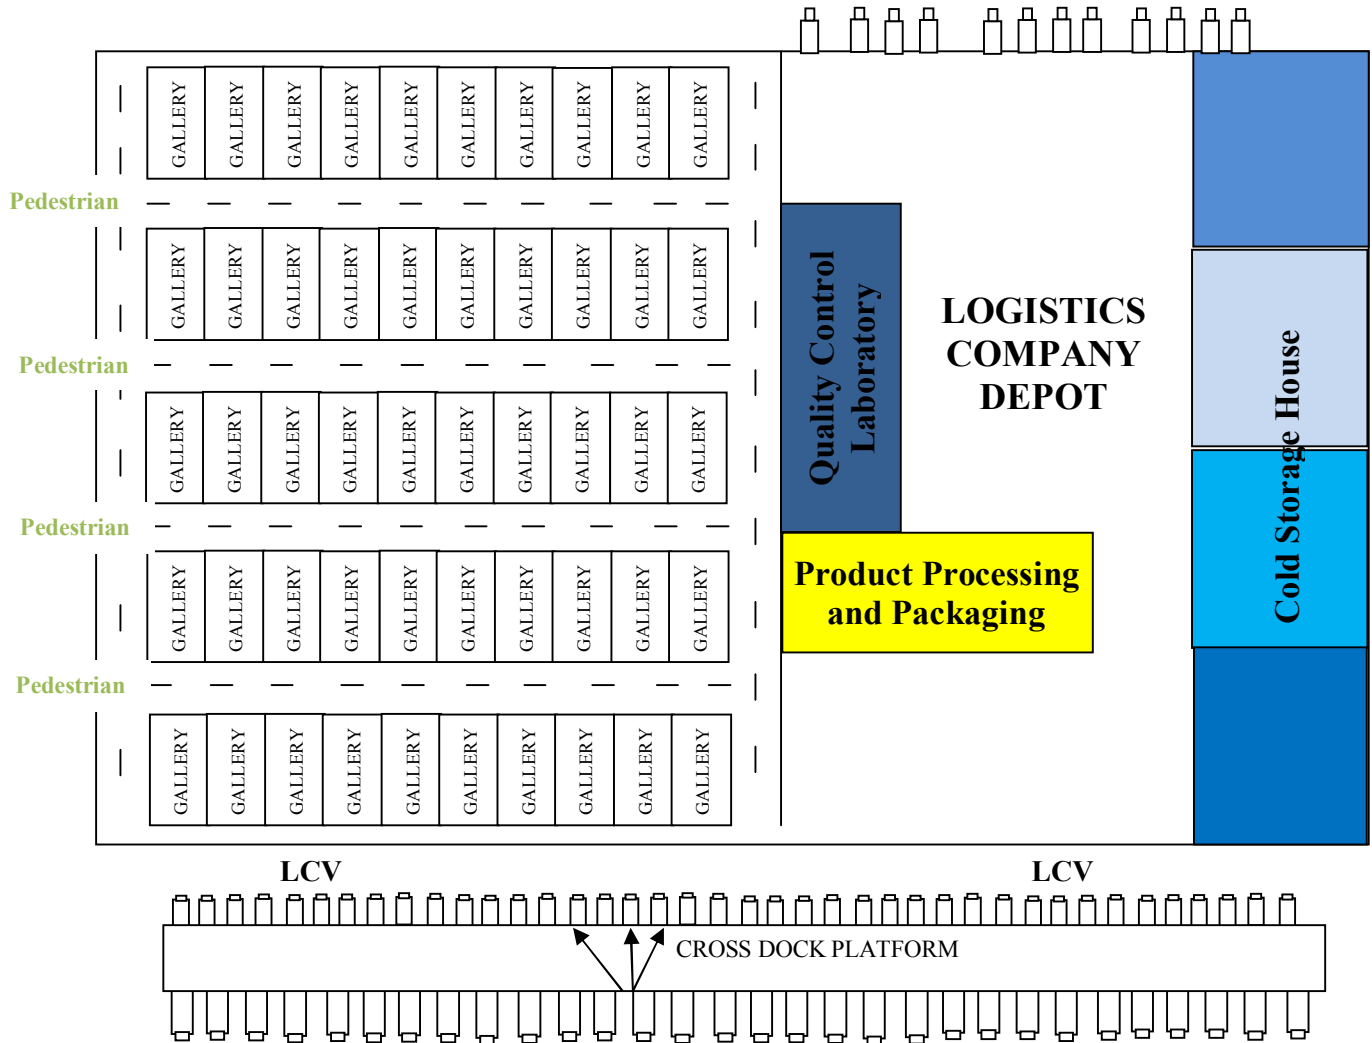 GALLERY GALLERY GALLERY GALLERY GALLERY GALLERY GALLERY GALLERY GALLERY GALLERY
Pedestrian
GALLERY GALLERY GALLERY GALLERY GALLERY GALLERY GALLERY GALLERY GALLERY GALLERY
Pedestrian
GALLERY GALLERY GALLERY GALLERY GALLERY GALLERY GALLERY GALLERY GALLERY GALLERY
Pedestrian
GALLERY GALLERY GALLERY GALLERY GALLERY GALLERY GALLERY GALLERY GALLERY GALLERY
Pedestrian
GALLERY GALLERY GALLERY GALLERY GALLERY GALLERY GALLERY GALLERY GALLERY GALLERY
Quality Control
Laboratory
LOGISTICS
COMPANY
DEPOT
Product Processing
and Packaging
Cold Storage House
LCV
LCV
CROSS DOCK PLATFORM